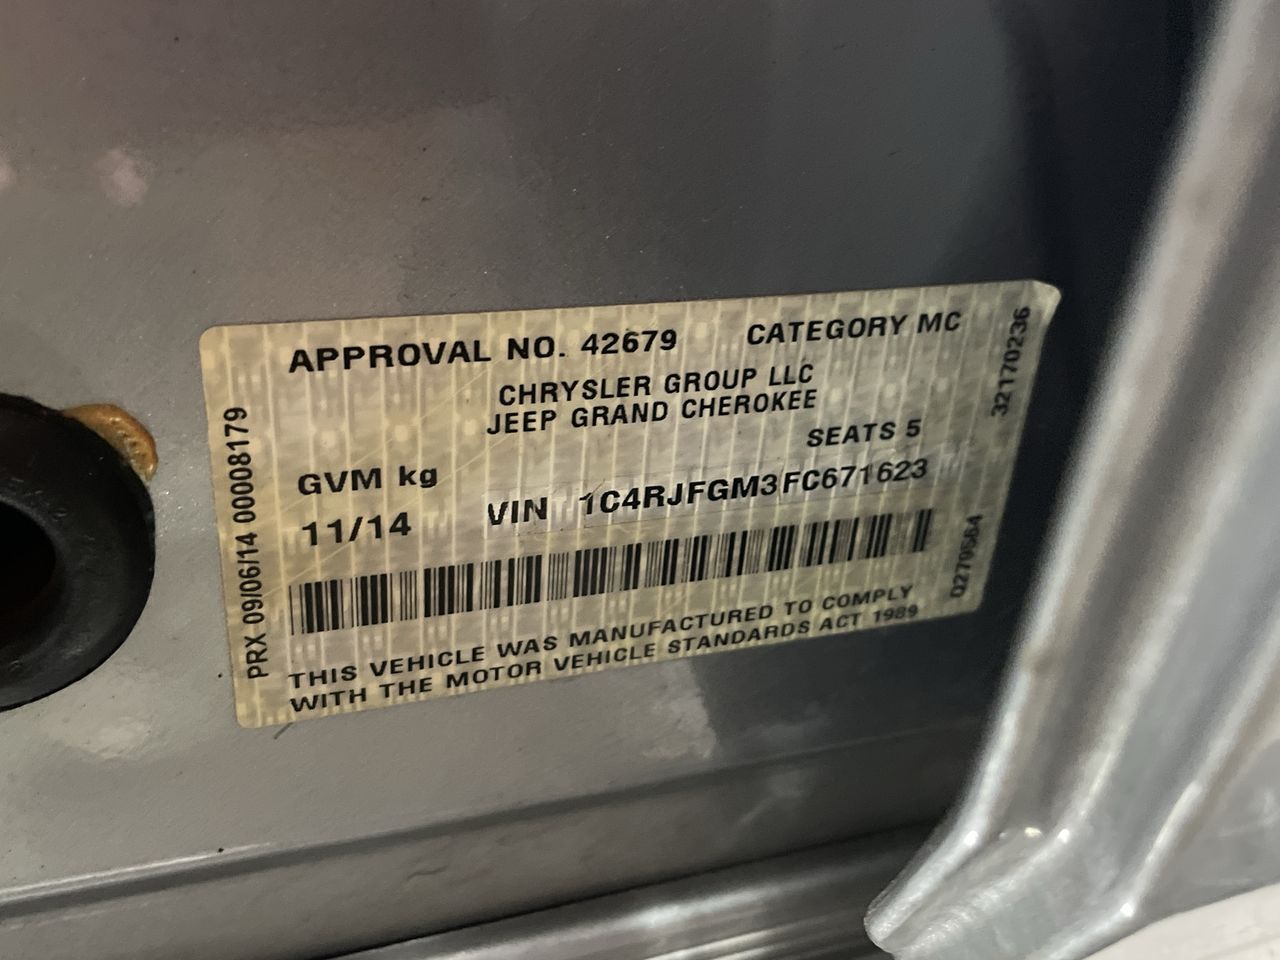 APPROVAL NO. 42679 CATEGORY MC
CHRYSLER GROUP LLC
JEEP GRAND CHEROKEE
SEATS 5
GVM kg
VIN 1C4RJFGM3FC671623
11/14
THIS VEHICLE WAS MANUFACTURED TO COMPLY
WITH THE MOTOR VEHICLE STANDARDS ACT 1989
PRX 09/06/14 00008179
32170236
0279564